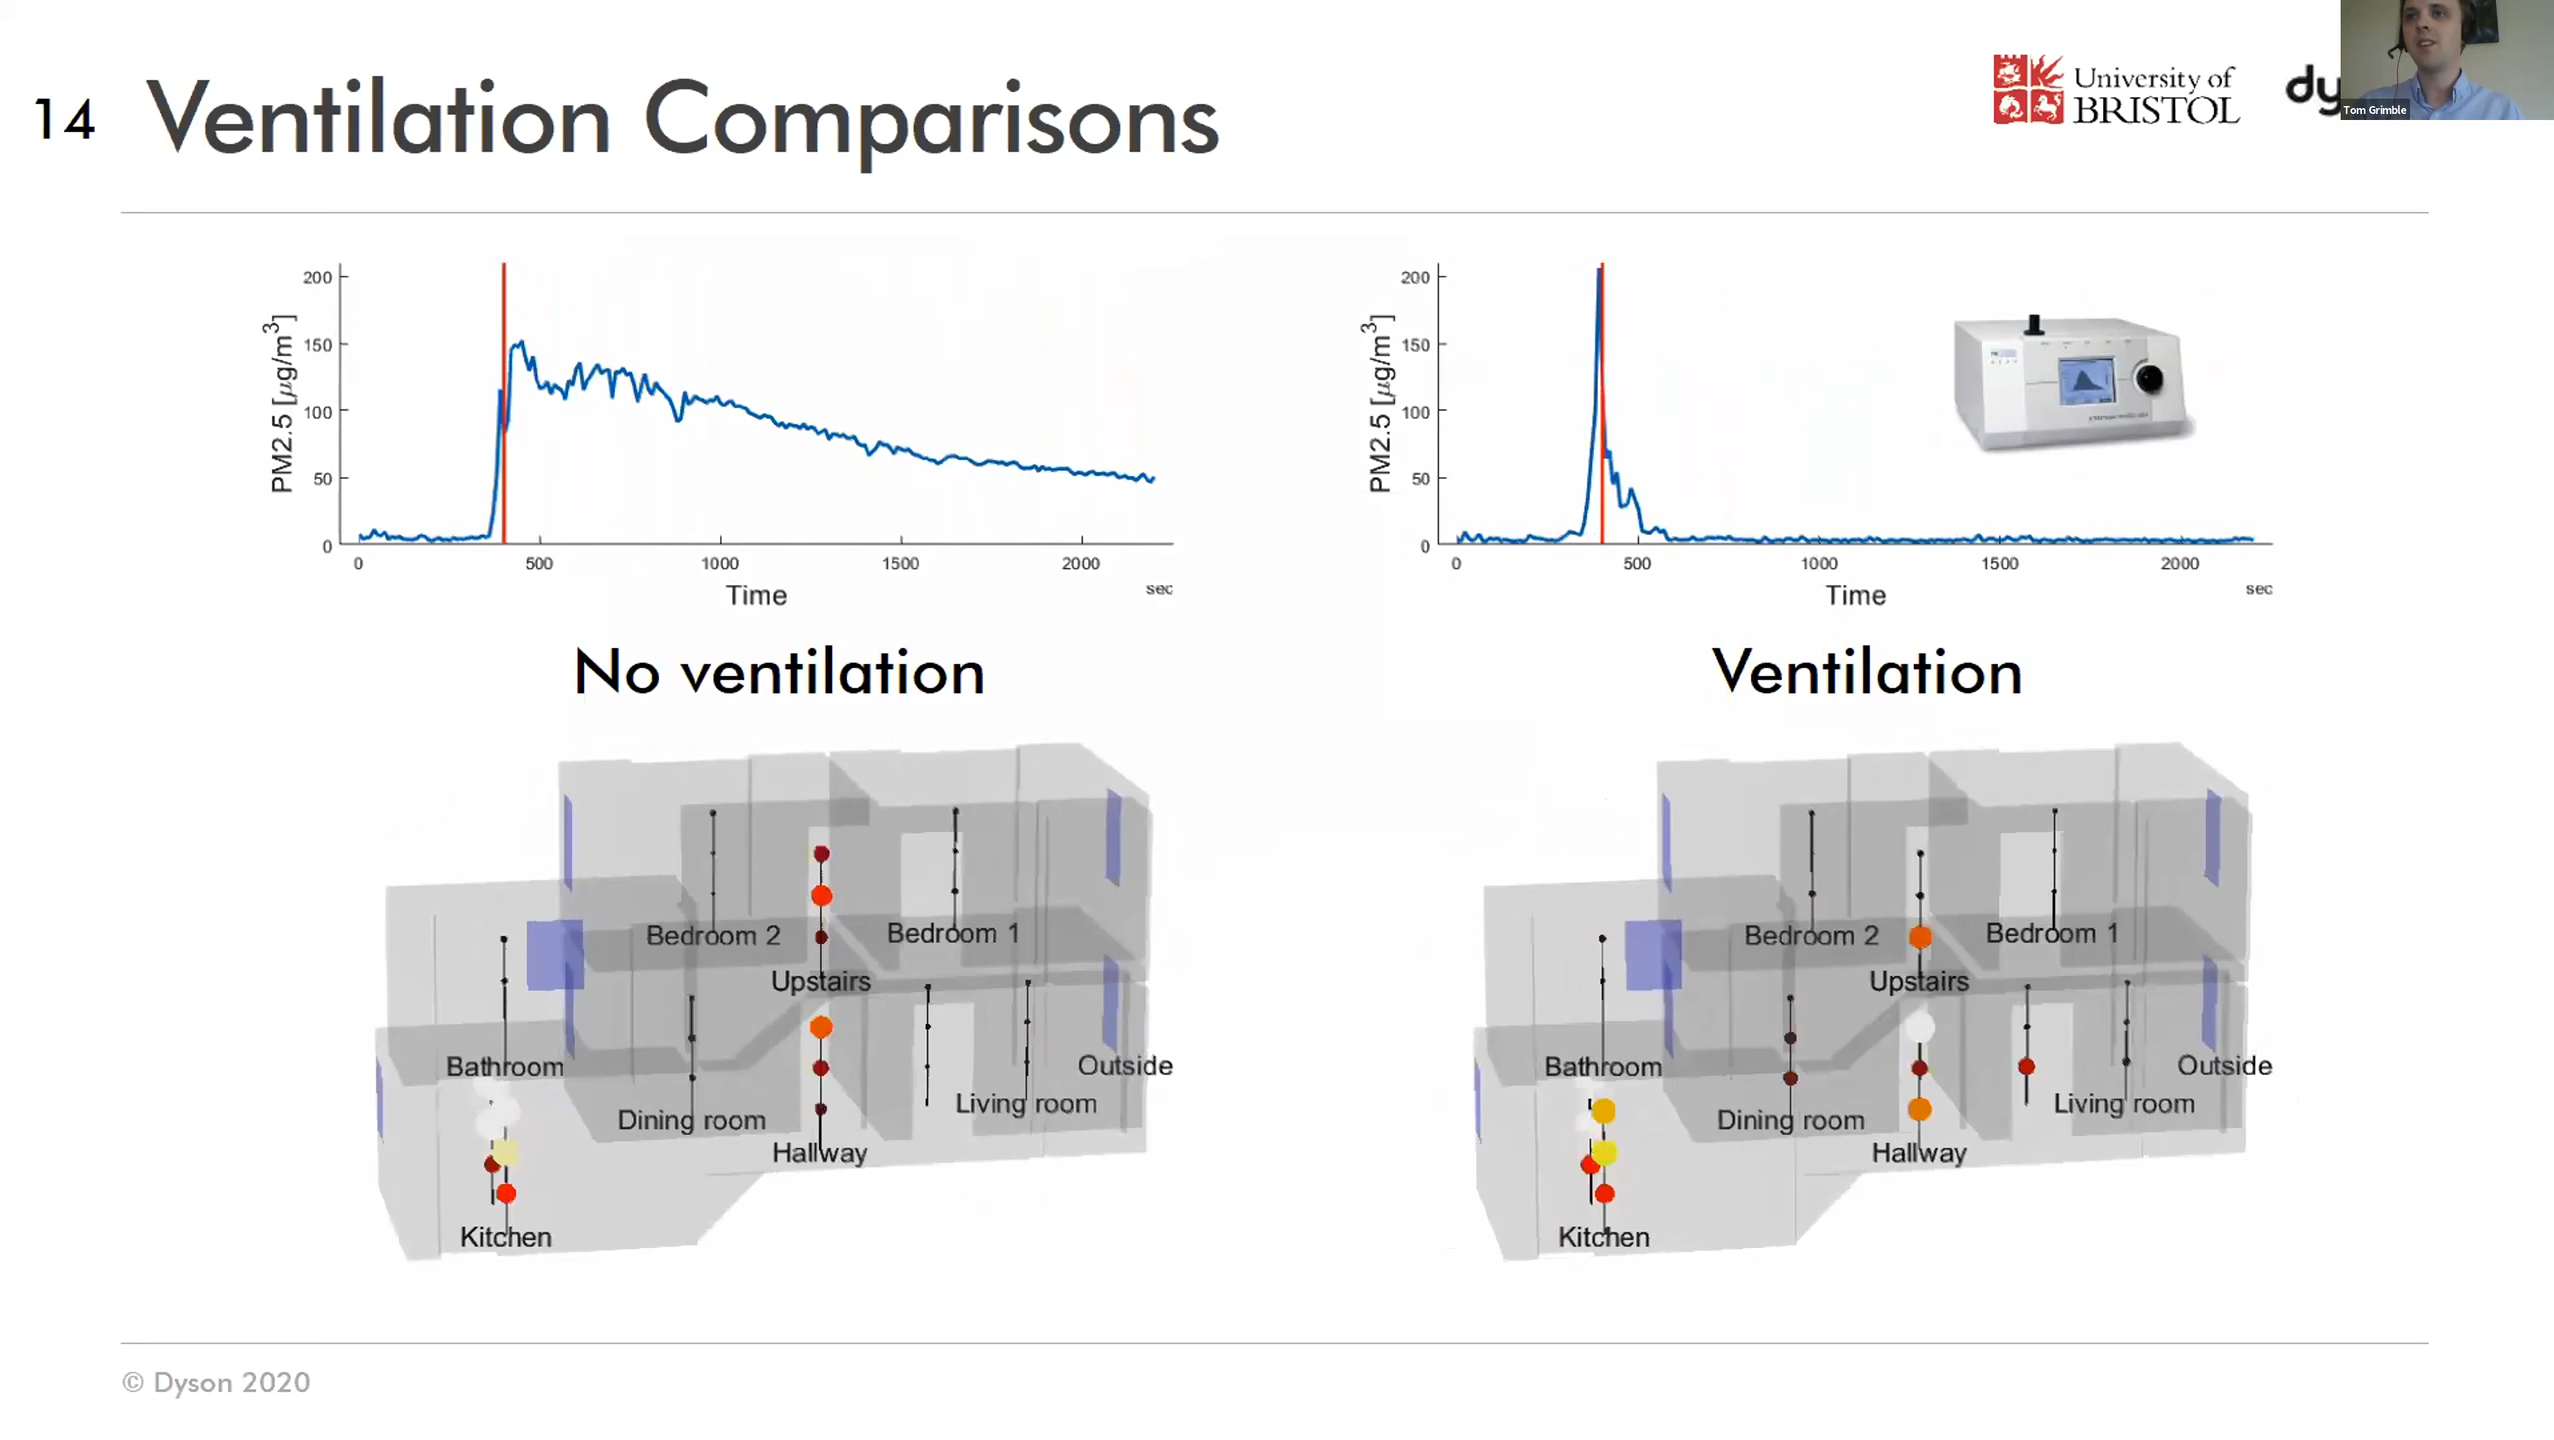 14 Ventilation Comparisons
University of
BRISTOL
dy
Tom Grimble
200
150
100
50
0
PM2.5 [µg/m³]
0 500 1000 1500 2000
sec
Time
200
150
100
50
0
PM2.5 [µg/m³]
0 500 1000 1500 2000
sec
Time
No ventilation
Ventilation
Bedroom 2
Bedroom 1
Upstairs
Bathroom
Outside
Dining room
Living room
Hallway
Kitchen
Bedroom 2
Bedroom 1
Upstairs
Bathroom
Outside
Dining room
Living room
Hallway
Kitchen
© Dyson 2020